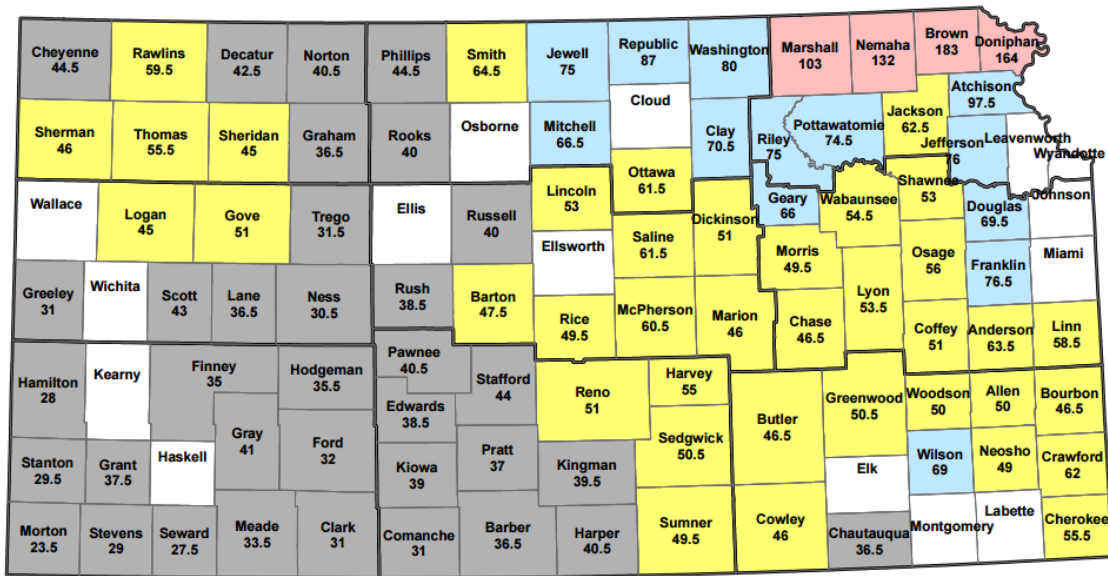 Cheyenne
44.5
Rawlins
59.5
Decatur
42.5
Norton
40.5
Phillips
44.5
Smith
64.5
Jewell
75
Republic
87
Washington
80
Marshall
103
Nemaha
132
Brown
183
Doniphan
164
Sherman
46
Thomas
55.5
Sheridan
45
Graham
36.5
Rooks
40
Osborne
Mitchell
66.5
Cloud
Clay
70.5
Riley
75
Pottawatomie
74.5
Jackson
62.5
Atchison
97.5
Jefferson
76
Leavenworth
Wyandotte
Wallace
Logan
45
Gove
51
Trego
31.5
Ellis
Russell
40
Lincoln
53
Ottawa
61.5
Dickinson
51
Geary
66
Wabaunsee
54.5
Shawnee
53
Douglas
69.5
Johnson
Ellsworth
Saline
61.5
Morris
49.5
Osage
56
Franklin
76.5
Miami
Greeley
31
Wichita
Scott
43
Lane
36.5
Ness
30.5
Rush
38.5
Barton
47.5
Rice
49.5
McPherson
60.5
Marion
46
Chase
46.5
Lyon
53.5
Coffey
51
Anderson
63.5
Linn
58.5
Hamilton
28
Kearny
Finney
35
Hodgeman
35.5
Pawnee
40.5
Stafford
44
Edwards
38.5
Reno
51
Harvey
55
Butler
46.5
Greenwood
50.5
Woodson
50
Allen
50
Bourbon
46.5
Stanton
29.5
Grant
37.5
Haskell
Gray
41
Ford
32
Kiowa
39
Pratt
37
Kingman
39.5
Sedgwick
50.5
Elk
Wilson
69
Neosho
49
Crawford
62
Morton
23.5
Stevens
29
Seward
27.5
Meade
33.5
Clark
31
Comanche
31
Barber
36.5
Harper
40.5
Sumner
49.5
Cowley
46
Chautauqua
36.5
Montgomery
Labette
Cherokee
55.5